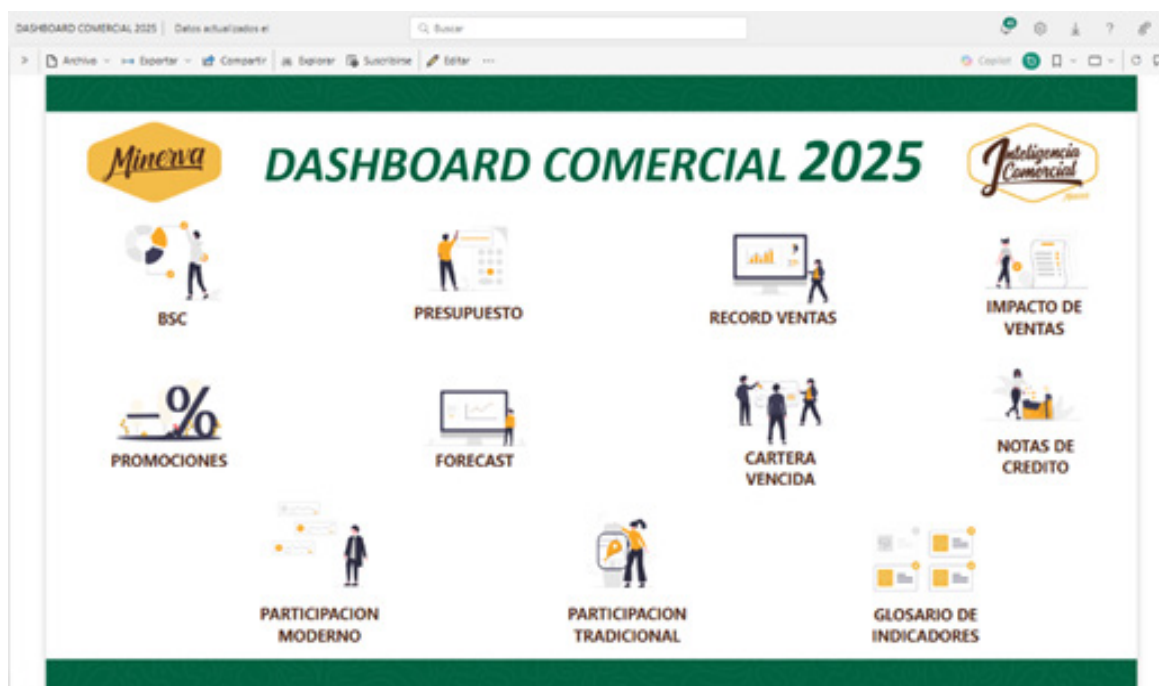 DASHBOARD COMERCIAL 2025 | Datos actualizados el
Buscar
Archivo
Exportar
Compartir
Explorar
Suscribirse
Editar
Copilot
Minerva
DASHBOARD COMERCIAL 2025
Inteligencia
Comercial
BSC
PRESUPUESTO
RECORD VENTAS
IMPACTO DE
VENTAS
PROMOCIONES
FORECAST
CARTERA
VENCIDA
NOTAS DE
CREDITO
PARTICIPACION
MODERNO
PARTICIPACION
TRADICIONAL
GLOSARIO DE
INDICADORES